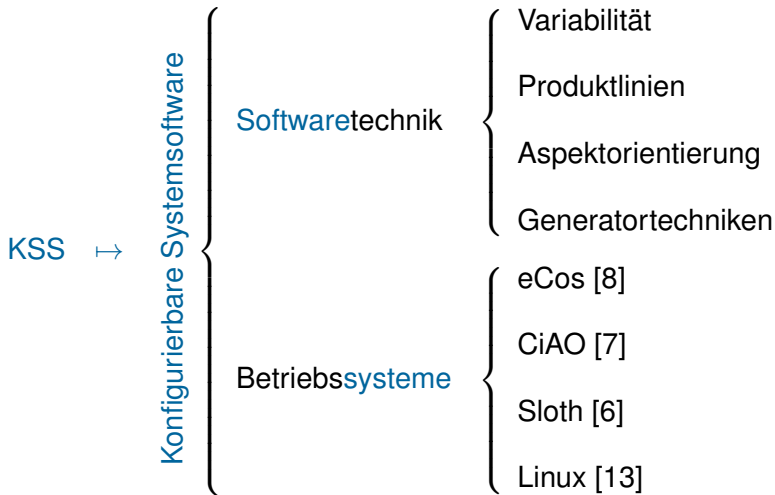 KSS ↦
Konfigurierbare Systemsoftware
Softwaretechnik
Variabilität
Produktlinien
Aspektorientierung
Generatortechniken
Betriebssysteme
eCos [8]
CiAO [7]
Sloth [6]
Linux [13]